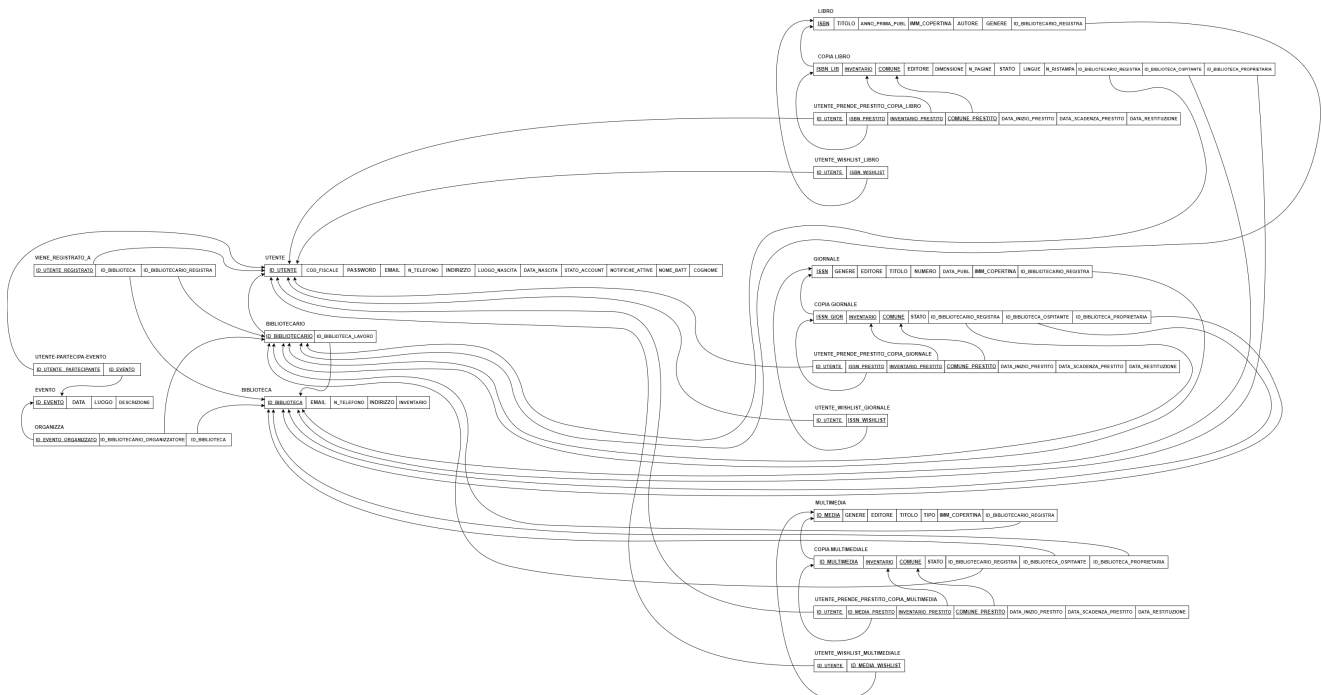 LIBRO
ISBN TITOLO ANNO_PRIMA_PUBL IMM_COPERTINA AUTORE GENERE ID_BIBLIOTECARIO_REGISTRA
COPIA LIBRO
ISBN_LIB INVENTARIO COMUNE EDITORE DIMENSIONE N_PAGINE STATO LINGUE N_RISTAMPA ID_BIBLIOTECARIO_REGISTRA ID_BIBLIOTECA_OSPITANTE ID_BIBLIOTECA_PROPRIETARIA
UTENTE_PRENDE_PRESTITO_COPIA_LIBRO
ID_UTENTE ISBN_PRESTITO INVENTARIO_PRESTITO COMUNE_PRESTITO DATA_INIZIO_PRESTITO DATA_SCADENZA_PRESTITO DATA_RESTITUZIONE
UTENTE_WISHLIST_LIBRO
ID_UTENTE ISBN_WISHLIST
VIENE_REGISTRATO_A
ID_UTENTE_REGISTRATO ID_BIBLIOTECA ID_BIBLIOTECARIO_REGISTRA
UTENTE
ID_UTENTE COD_FISCALE PASSWORD EMAIL N_TELEFONO INDIRIZZO LUOGO_NASCITA DATA_NASCITA STATO_ACCOUNT NOTIFICHE_ATTIVE NOME_BATT COGNOME
GIORNALE
ISSN GENERE EDITORE TITOLO NUMERO DATA_PUBL IMM_COPERTINA ID_BIBLIOTECARIO_REGISTRA
COPIA GIORNALE
ISSN_GIOR INVENTARIO COMUNE STATO ID_BIBLIOTECARIO_REGISTRA ID_BIBLIOTECA_OSPITANTE ID_BIBLIOTECA_PROPRIETARIA
BIBLIOTECARIO
ID_BIBLIOTECARIO ID_BIBLIOTECA_LAVORO
UTENTE-PARTECIPA-EVENTO
ID_UTENTE_PARTECIPANTE ID_EVENTO
UTENTE_PRENDE_PRESTITO_COPIA_GIORNALE
ID_UTENTE ISSN_PRESTITO INVENTARIO_PRESTITO COMUNE_PRESTITO DATA_INIZIO_PRESTITO DATA_SCADENZA_PRESTITO DATA_RESTITUZIONE
EVENTO
ID_EVENTO DATA LUOGO DESCRIZIONE
BIBLIOTECA
ID_BIBLIOTECA EMAIL N_TELEFONO INDIRIZZO INVENTARIO
UTENTE_WISHLIST_GIORNALE
ID_UTENTE ISSN_WISHLIST
ORGANIZZA
ID_EVENTO_ORGANIZZATO ID_BIBLIOTECARIO_ORGANIZZATORE ID_BIBLIOTECA
MULTIMEDIA
ID_MEDIA GENERE EDITORE TITOLO TIPO IMM_COPERTINA ID_BIBLIOTECARIO_REGISTRA
COPIA MULTIMEDIALE
ID_MULTIMEDIA INVENTARIO COMUNE STATO ID_BIBLIOTECARIO_REGISTRA ID_BIBLIOTECA_OSPITANTE ID_BIBLIOTECA_PROPRIETARIA
UTENTE_PRENDE_PRESTITO_COPIA_MULTIMEDIA
ID_UTENTE ID_MEDIA_PRESTITO INVENTARIO_PRESTITO COMUNE_PRESTITO DATA_INIZIO_PRESTITO DATA_SCADENZA_PRESTITO DATA_RESTITUZIONE
UTENTE_WISHLIST_MULTIMEDIALE
ID_UTENTE ID_MEDIA_WISHLIST